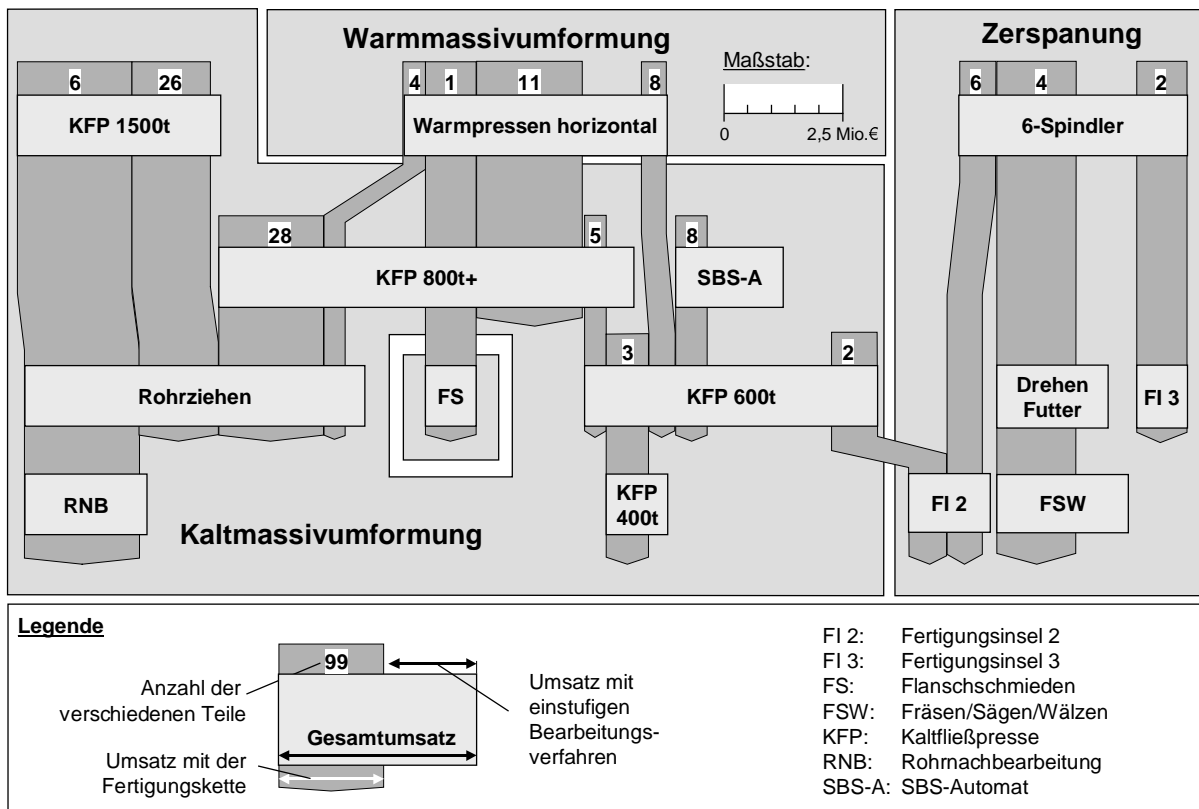 Warmmassivumformung
Zerspanung
Maßstab:
0 2,5 Mio.€
6 26 4 1 11 8 6 4 2
KFP 1500t
Warmpressen horizontal
6-Spindler
28 5 8
KFP 800t+
SBS-A
3 2
Rohrziehen
FS
KFP 600t
Drehen
Futter
FI 3
RNB
KFP
400t
FI 2
FSW
Kaltmassivumformung
Legende
99
Anzahl der
verschiedenen Teile
Gesamtumsatz
Umsatz mit der
Fertigungskette
Umsatz mit
einstufigen
Bearbeitungs-
verfahren
FI 2: Fertigungsinsel 2
FI 3: Fertigungsinsel 3
FS: Flanschschmieden
FSW: Fräsen/Sägen/Wälzen
KFP: Kaltfließpresse
RNB: Rohrnachbearbeitung
SBS-A: SBS-Automat